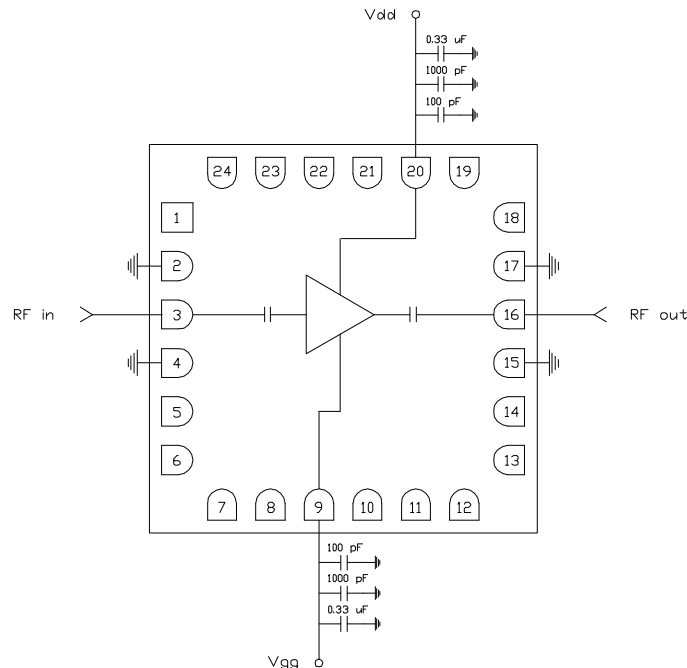 Vdd
0.33 uF
1000 pF
100 pF
24 23 22 21 20 19
1 18
2 17
RF in 3 16 RF out
4 15
5 14
6 13
7 8 9 10 11 12
100 pF
1000 pF
0.33 uF
Vgg